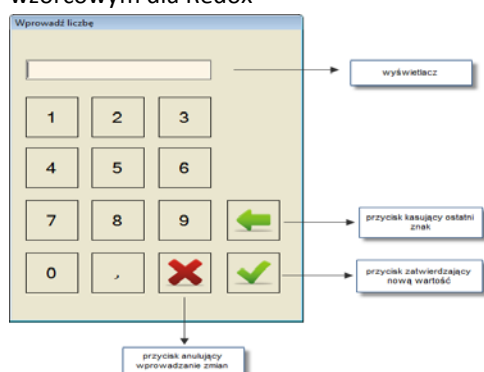 wzorcowym dla Redox
Wprowadź liczbę
wyświetlacz
1 2 3
4 5 6
7 8 9
przycisk kasujący ostatni
znak
0 ,
przycisk zatwierdzający
nową wartość
przycisk anulujący
wprowadzanie zmian